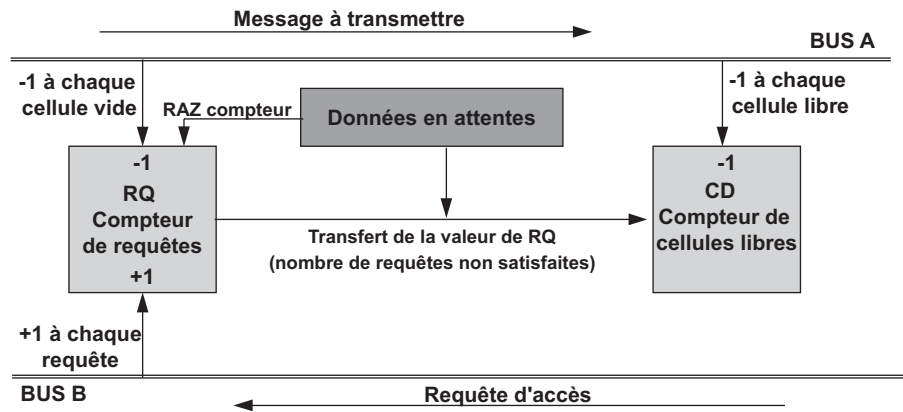 Message à transmettre
BUS A
-1 à chaque
cellule vide
RAZ compteur
Données en attentes
-1 à chaque
cellule libre
-1
RQ
Compteur
de requêtes
+1
Transfert de la valeur de RQ
(nombre de requêtes non satisfaites)
-1
CD
Compteur de
cellules libres
+1 à chaque
requête
BUS B
Requête d'accès